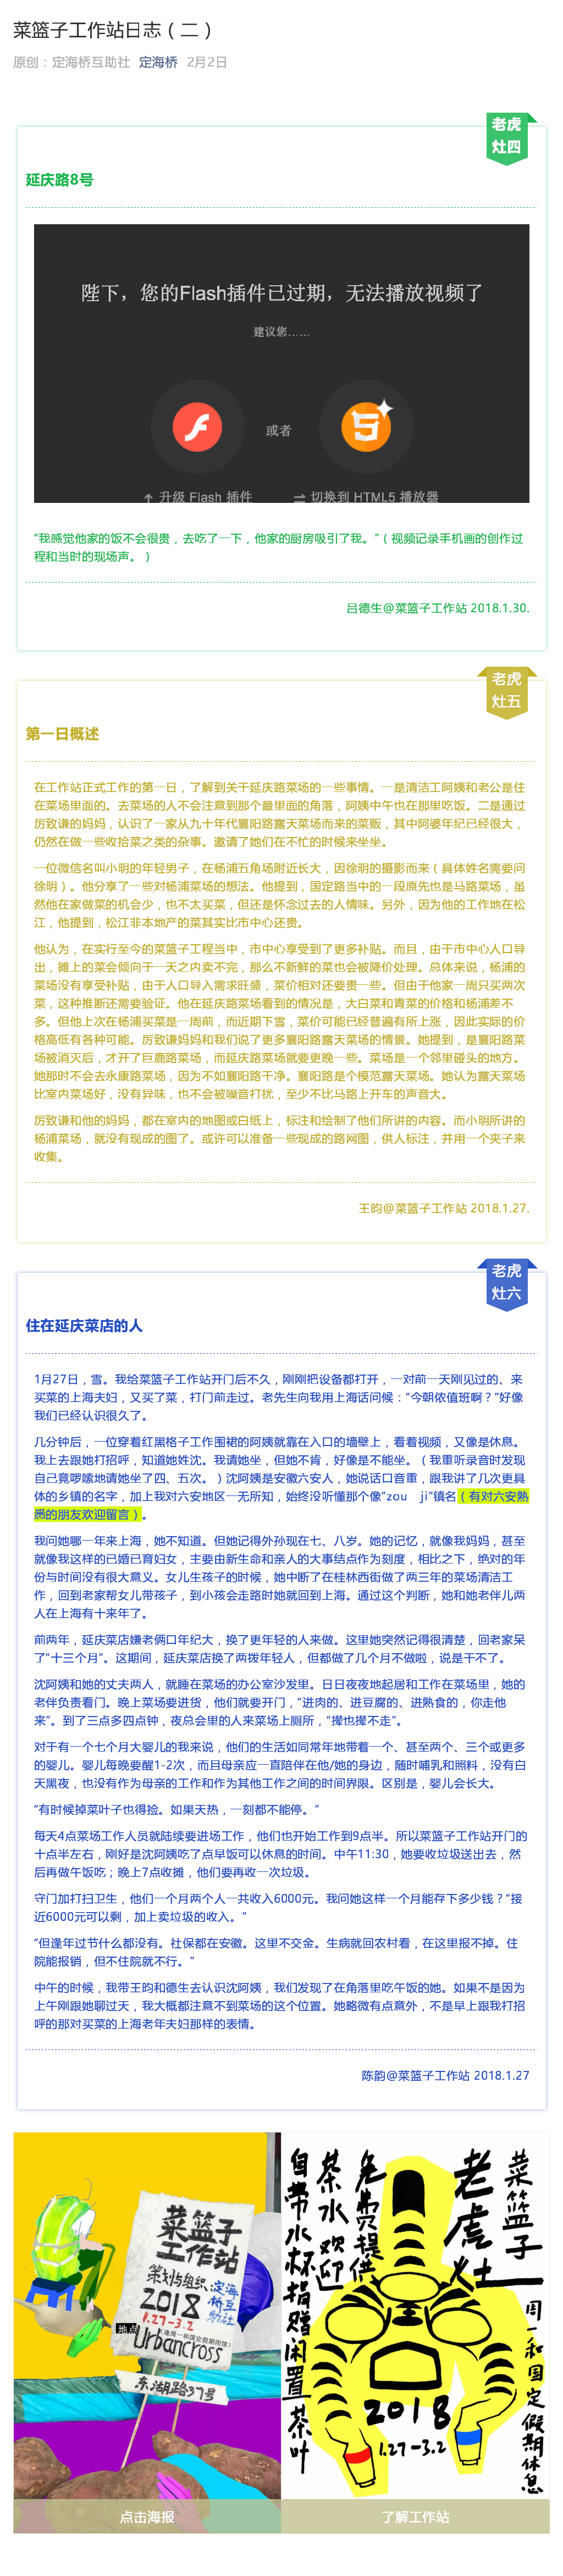 菜篮子工作站日志（二）
原创：定海桥互助社 定海桥 2月2日
老虎
灶四
延庆路8号
陛下，您的Flash插件已过期，无法播放视频了
建议您......
或者
升级 Flash 插件
切换到 HTML5 播放器
“我感觉他家的饭不会很贵，去吃了一下，他家的厨房吸引了我。”（视频记录手机画的创作过
程和当时的现场声。）
吕德生@菜篮子工作站 2018.1.30.
老虎
灶五
第一日概述
在工作站正式工作的第一日，了解到关于延庆路菜场的一些事情。一是清洁工阿姨和老公是住
在菜场里面的。去菜场的人不会注意到那个最里面的角落，阿姨中午也在那里吃饭。二是通过
厉致谦的妈妈，认识了一家从九十年代襄阳路露天菜场而来的菜贩，其中阿婆年纪已经很大，
仍然在做一些收拾菜之类的杂事。邀请了她们在不忙的时候来坐坐。
一位微信名叫小明的年轻男子，在杨浦五角场附近长大，因徐明的摄影而来（具体姓名需要问
徐明）。他分享了一些对杨浦菜场的想法。他提到，国定路当中的一段原先也是马路菜场，虽
然他在家做菜的机会少，也不太买菜，但还是怀念过去的人情味。另外，因为他的工作地在松
江，他提到，松江非本地产的菜其实比市中心还贵。
他认为，在实行至今的菜篮子工程当中，市中心享受到了更多补贴。而且，由于市中心人口导
出，摊上的菜会倾向于一天之内卖不完，那么不新鲜的菜也会被降价处理。总体来说，杨浦的
菜场没有享受补贴，由于人口导入需求旺盛，菜价相对还要贵一些。但由于他家一周只买两次
菜，这种推断还需要验证。他在延庆路菜场看到的情况是，大白菜和青菜的价格和杨浦差不
多。但他上次在杨浦买菜是一周前，而近期下雪，菜价可能已经普遍有所上涨，因此实际的价
格高低有各种可能。厉致谦妈妈和我们说了更多襄阳路露天菜场的情景。她提到，是襄阳路菜
场被消灭后，才开了巨鹿路菜场，而延庆路菜场就要更晚一些。菜场是一个邻里碰头的地方。
她那时不会去永康路菜场，因为不如襄阳路干净。襄阳路是个模范露天菜场。她认为露天菜场
比室内菜场好，没有异味，也不会被噪音打扰，至少不比马路上开车的声音大。
厉致谦和他的妈妈，都在室内的地图或白纸上，标注和绘制了他们所讲的内容。而小明所讲的
杨浦菜场，就没有现成的图了。或许可以准备一些现成的路网图，供人标注，并用一个夹子来
收集。
王昀@菜篮子工作站 2018.1.27.
老虎
灶六
住在延庆菜店的人
1月27日，雪。我给菜篮子工作站开门后不久，刚刚把设备都打开，一对前一天刚见过的、来
买菜的上海夫妇，又买了菜，打门前走过。老先生向我用上海话问候：“今朝侬值班啊？”好像
我们已经认识很久了。
几分钟后，一位穿着红黑格子工作围裙的阿姨就靠在入口的墙壁上，看着视频，又像是休息。
我上去跟她打招呼，知道她姓沈。我请她坐，但她不肯，好像是不能坐。（我重听录音时发现
自己竟啰嗦地请她坐了四、五次。）沈阿姨是安徽六安人，她说话口音重，跟我讲了几次更具
体的乡镇的名字，加上我对六安地区一无所知，始终没听懂那个像“zou ji”镇名（有对六安熟
悉的朋友欢迎留言）。
我问她哪一年来上海，她不知道。但她记得外孙现在七、八岁。她的记忆，就像我妈妈，甚至
就像我这样的已婚已育妇女，主要由新生命和亲人的大事结点作为刻度，相比之下，绝对的年
份与时间没有很大意义。女儿生孩子的时候，她中断了在桂林西街做了两三年的菜场清洁工
作，回到老家帮女儿带孩子，到小孩会走路时她就回到上海。通过这个判断，她和她老伴儿两
人在上海有十来年了。
前两年，延庆菜店嫌老俩口年纪大，换了更年轻的人来做。这里她突然记得很清楚，回老家呆
了“十三个月”。这期间，延庆菜店换了两拨年轻人，但都做了几个月不做啦，说是干不了。
沈阿姨和她的丈夫两人，就睡在菜场的办公室沙发里。日日夜夜地起居和工作在菜场里，她的
老伴负责看门。晚上菜场要进货，他们就要开门，“进肉的、进豆腐的、进熟食的，你走他
来”。到了三点多四点钟，夜总会里的人来菜场上厕所，“撵也撵不走”。
对于有一个七个月大婴儿的我来说，他们的生活如同常年地带着一个、甚至两个、三个或更多
的婴儿。婴儿每晚要醒1-2次，而且母亲应一直陪伴在他/她的身边，随时哺乳和照料，没有白
天黑夜，也没有作为母亲的工作和作为其他工作之间的时间界限。区别是，婴儿会长大。
“有时候掉菜叶子也得捡。如果天热，一刻都不能停。”
每天4点菜场工作人员就陆续要进场工作，他们也开始工作到9点半。所以菜篮子工作站开门的
十点半左右，刚好是沈阿姨吃了点早饭可以休息的时间。中午11:30，她要收垃圾送出去，然
后再做午饭吃；晚上7点收摊，他们要再收一次垃圾。
守门加打扫卫生，他们一个月两个人一共收入6000元。我问她这样一个月能存下多少钱？“接
近6000元可以剩，加上卖垃圾的收入。”
“但逢年过节什么都没有。社保都在安徽。这里不交金。生病就回农村看，在这里报不掉。住
院能报销，但不住院就不行。”
中午的时候，我带王昀和德生去认识沈阿姨，我们发现了在角落里吃午饭的她。如果不是因为
上午刚跟她聊过天，我大概都注意不到菜场的这个位置。她略微有点意外，不是早上跟我打招
呼的那对买菜的上海老年夫妇那样的表情。
陈韵@菜篮子工作站 2018.1.27
菜篮子
工作站
策划与组织:定海桥互助社
2018
1.27-3.2
(逢周一和国定假期闭馆)
地点
Urbancross
东湖路37号
点击海报
菜篮子
老虎灶
免费提供
茶水 欢迎
自带水杯捐赠闲置茶叶
周一和国定假期休息
2018
1.27-3.2
了解工作站